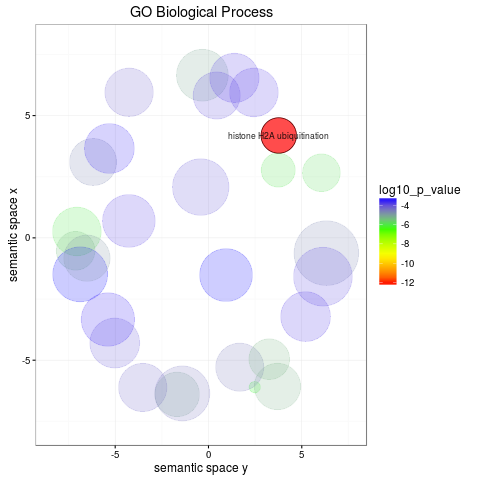 GO Biological Process
semantic space x
5
0
-5
histone H2A ubiquitination
-5
0
5
semantic space y
log10_p_value
-4
-6
-8
-10
-12